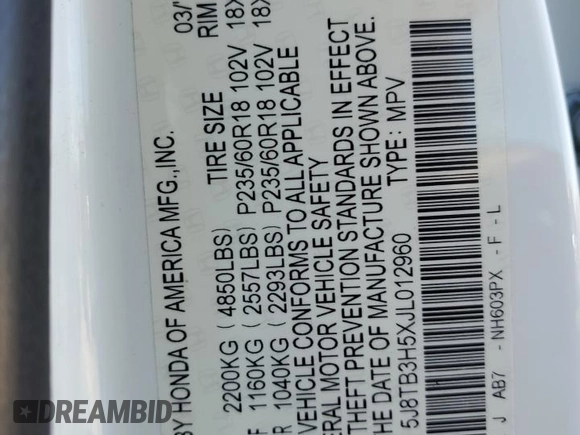 BY HONDA OF AMERICA MFG.,INC. 03/
TIRE SIZE RIM
2200KG ( 4850LBS)
F 1160KG ( 2557LBS) P235/60R18 102V 18X
R 1040KG ( 2293LBS) P235/60R18 102V 18X
VEHICLE CONFORMS TO ALL APPLICABLE
ERAL MOTOR VEHICLE SAFETY
THEFT PREVENTION STANDARDS IN EFFECT
HE DATE OF MANUFACTURE SHOWN ABOVE.
5J8TB3H5XJL012960 TYPE: MPV
J AB7 - NH603PX - F - L
AUTOBIDMASTER